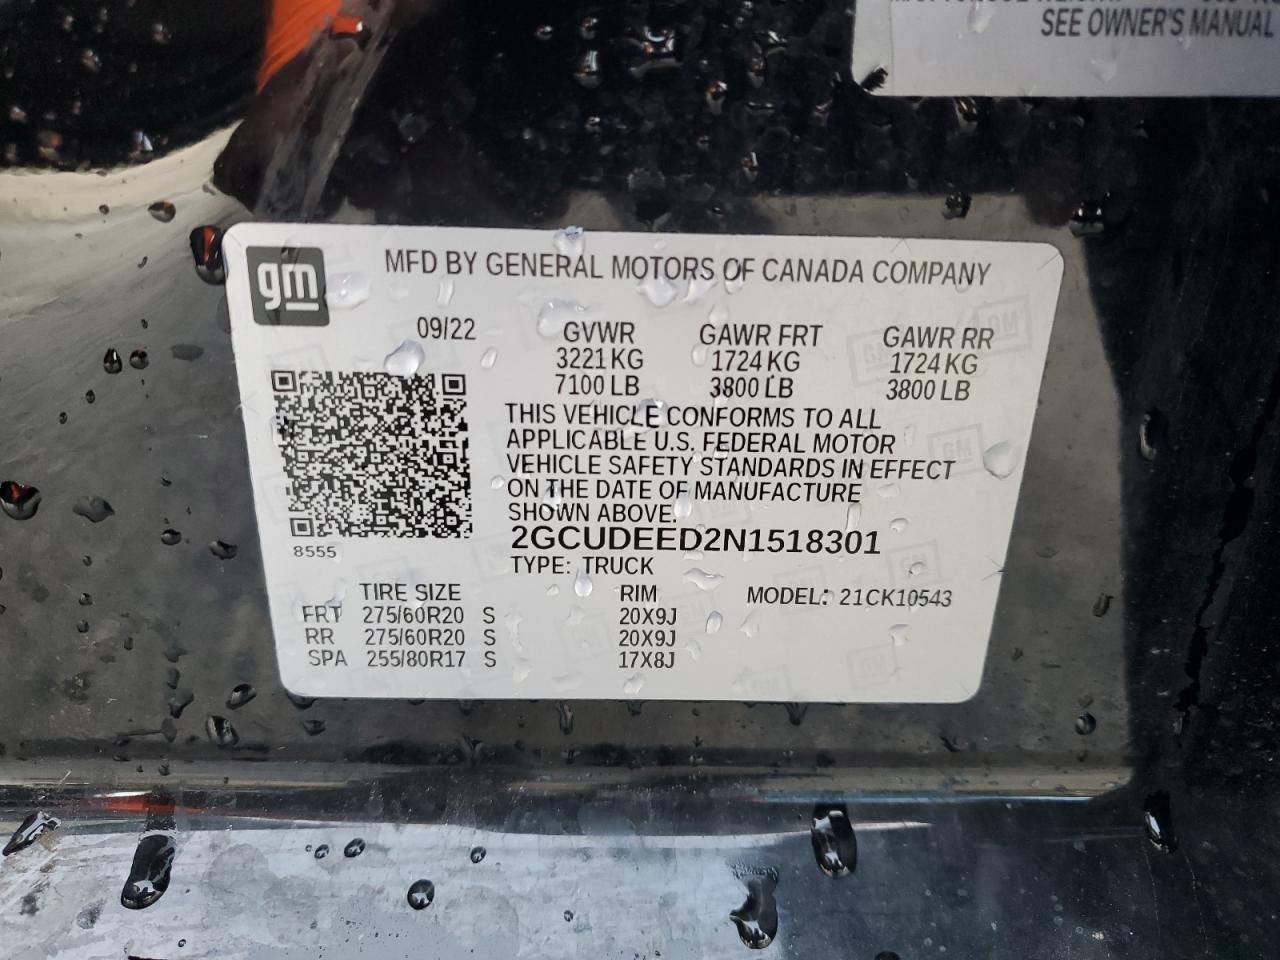 SEE OWNER'S MANUAL
gm
MFD BY GENERAL MOTORS OF CANADA COMPANY
09/22 GVWR GAWR FRT GAWR RR
3221 KG 1724 KG 1724 KG
7100 LB 3800 LB 3800 LB
THIS VEHICLE CONFORMS TO ALL
APPLICABLE U.S. FEDERAL MOTOR
VEHICLE SAFETY STANDARDS IN EFFECT
ON THE DATE OF MANUFACTURE
SHOWN ABOVE.
2GCUDEED2N1518301
8555
TYPE: TRUCK
TIRE SIZE RIM MODEL: 21CK10543
FRT 275/60R20 S 20X9J
RR 275/60R20 S 20X9J
SPA 255/80R17 S 17X8J